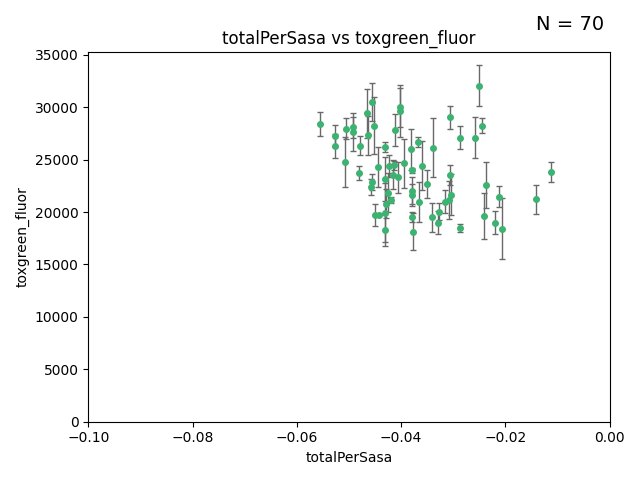 N = 70
totalPerSasa vs toxgreen_fluor
toxgreen_fluor
35000
30000
25000
20000
15000
10000
5000
0
−0.10 −0.08 −0.06 −0.04 −0.02 0.00
totalPerSasa